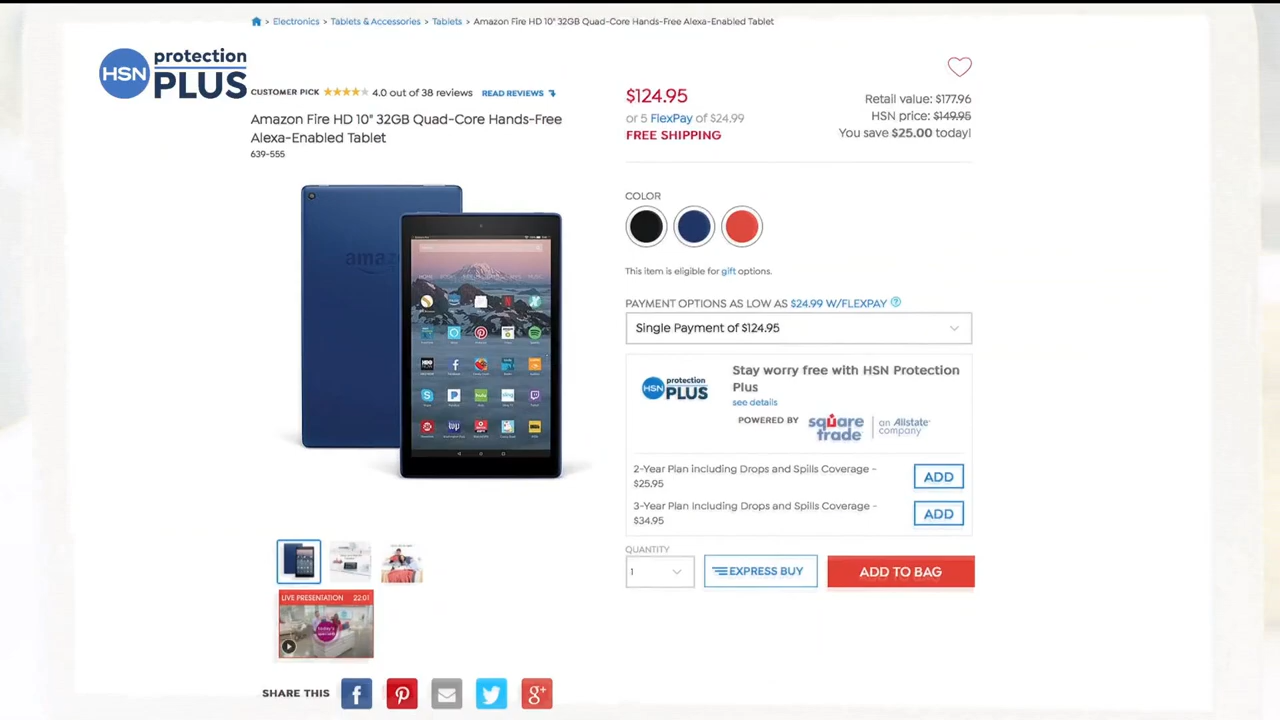 Electronics > Tablets & Accessories > Tablets > Amazon Fire HD 10" 32GB Quad-Core Hands-Free Alexa-Enabled Tablet
HSN protection PLUS
CUSTOMER PICK 4.0 out of 38 reviews READ REVIEWS
Amazon Fire HD 10" 32GB Quad-Core Hands-Free
Alexa-Enabled Tablet
639-555
amazon
$124.95
or 5 FlexPay of $24.99
FREE SHIPPING
Retail value: $177.96
HSN price: $149.95
You save $25.00 today!
COLOR
This item is eligible for gift options.
PAYMENT OPTIONS AS LOW AS $24.99 W/FLEXPAY ?
Single Payment of $124.95
HSN protection PLUS
Stay worry free with HSN Protection
Plus
see details
POWERED BY square trade | an Allstate company
2-Year Plan including Drops and Spills Coverage -
$25.95
ADD
3-Year Plan Including Drops and Spills Coverage -
$34.95
ADD
QUANTITY
1
EXPRESS BUY
ADD TO BAG
LIVE PRESENTATION 22:01
today's
SHARE THIS